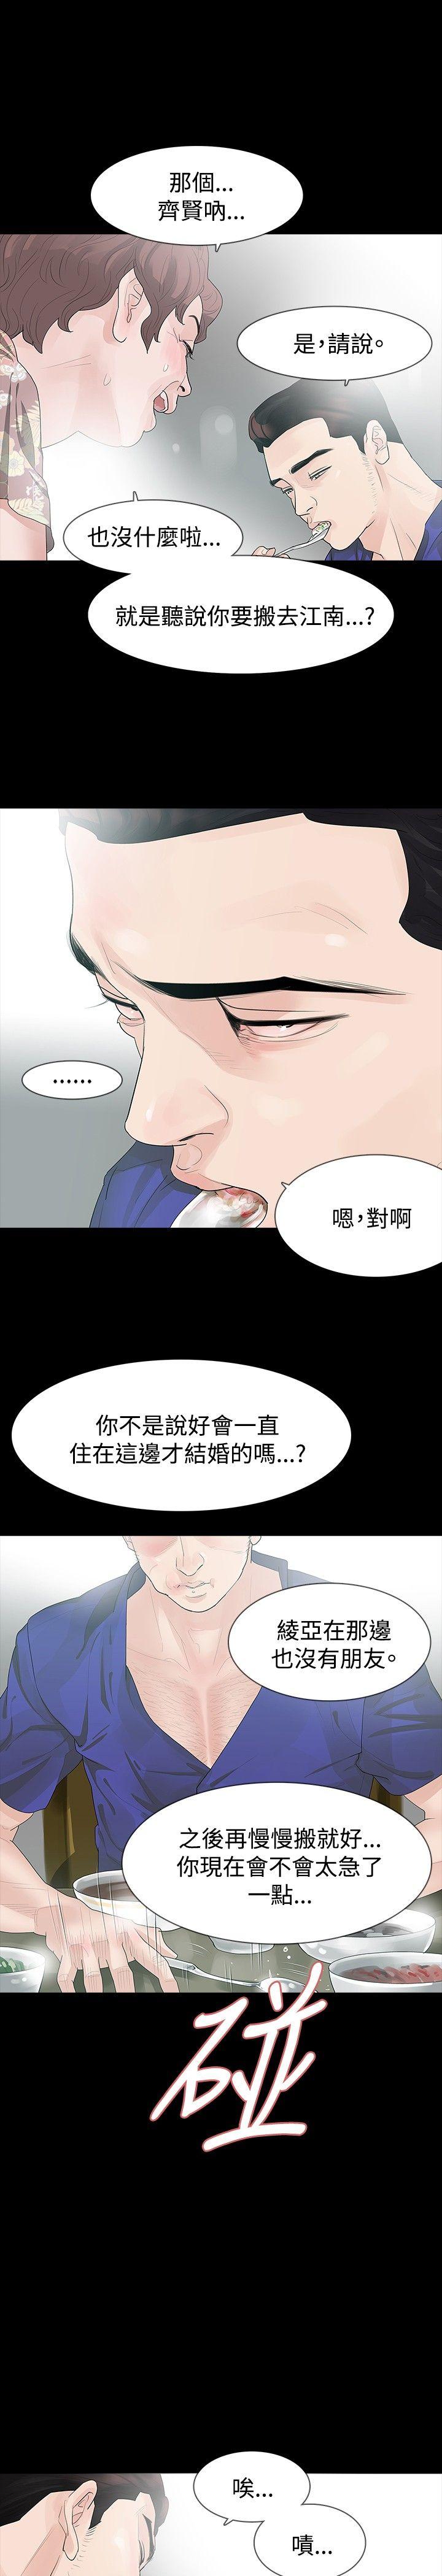 那個…
齊賢吶…
是，請說。
也沒什麼啦…
就是聽說你要搬去江南…?
……
嗯，對啊
你不是說好會一直
住在這邊才結婚的嗎…?
綾亞在那邊
也沒有朋友。
之後再慢慢搬就好…
你現在會不會太急了
一點…
碰
唉…
嘖…